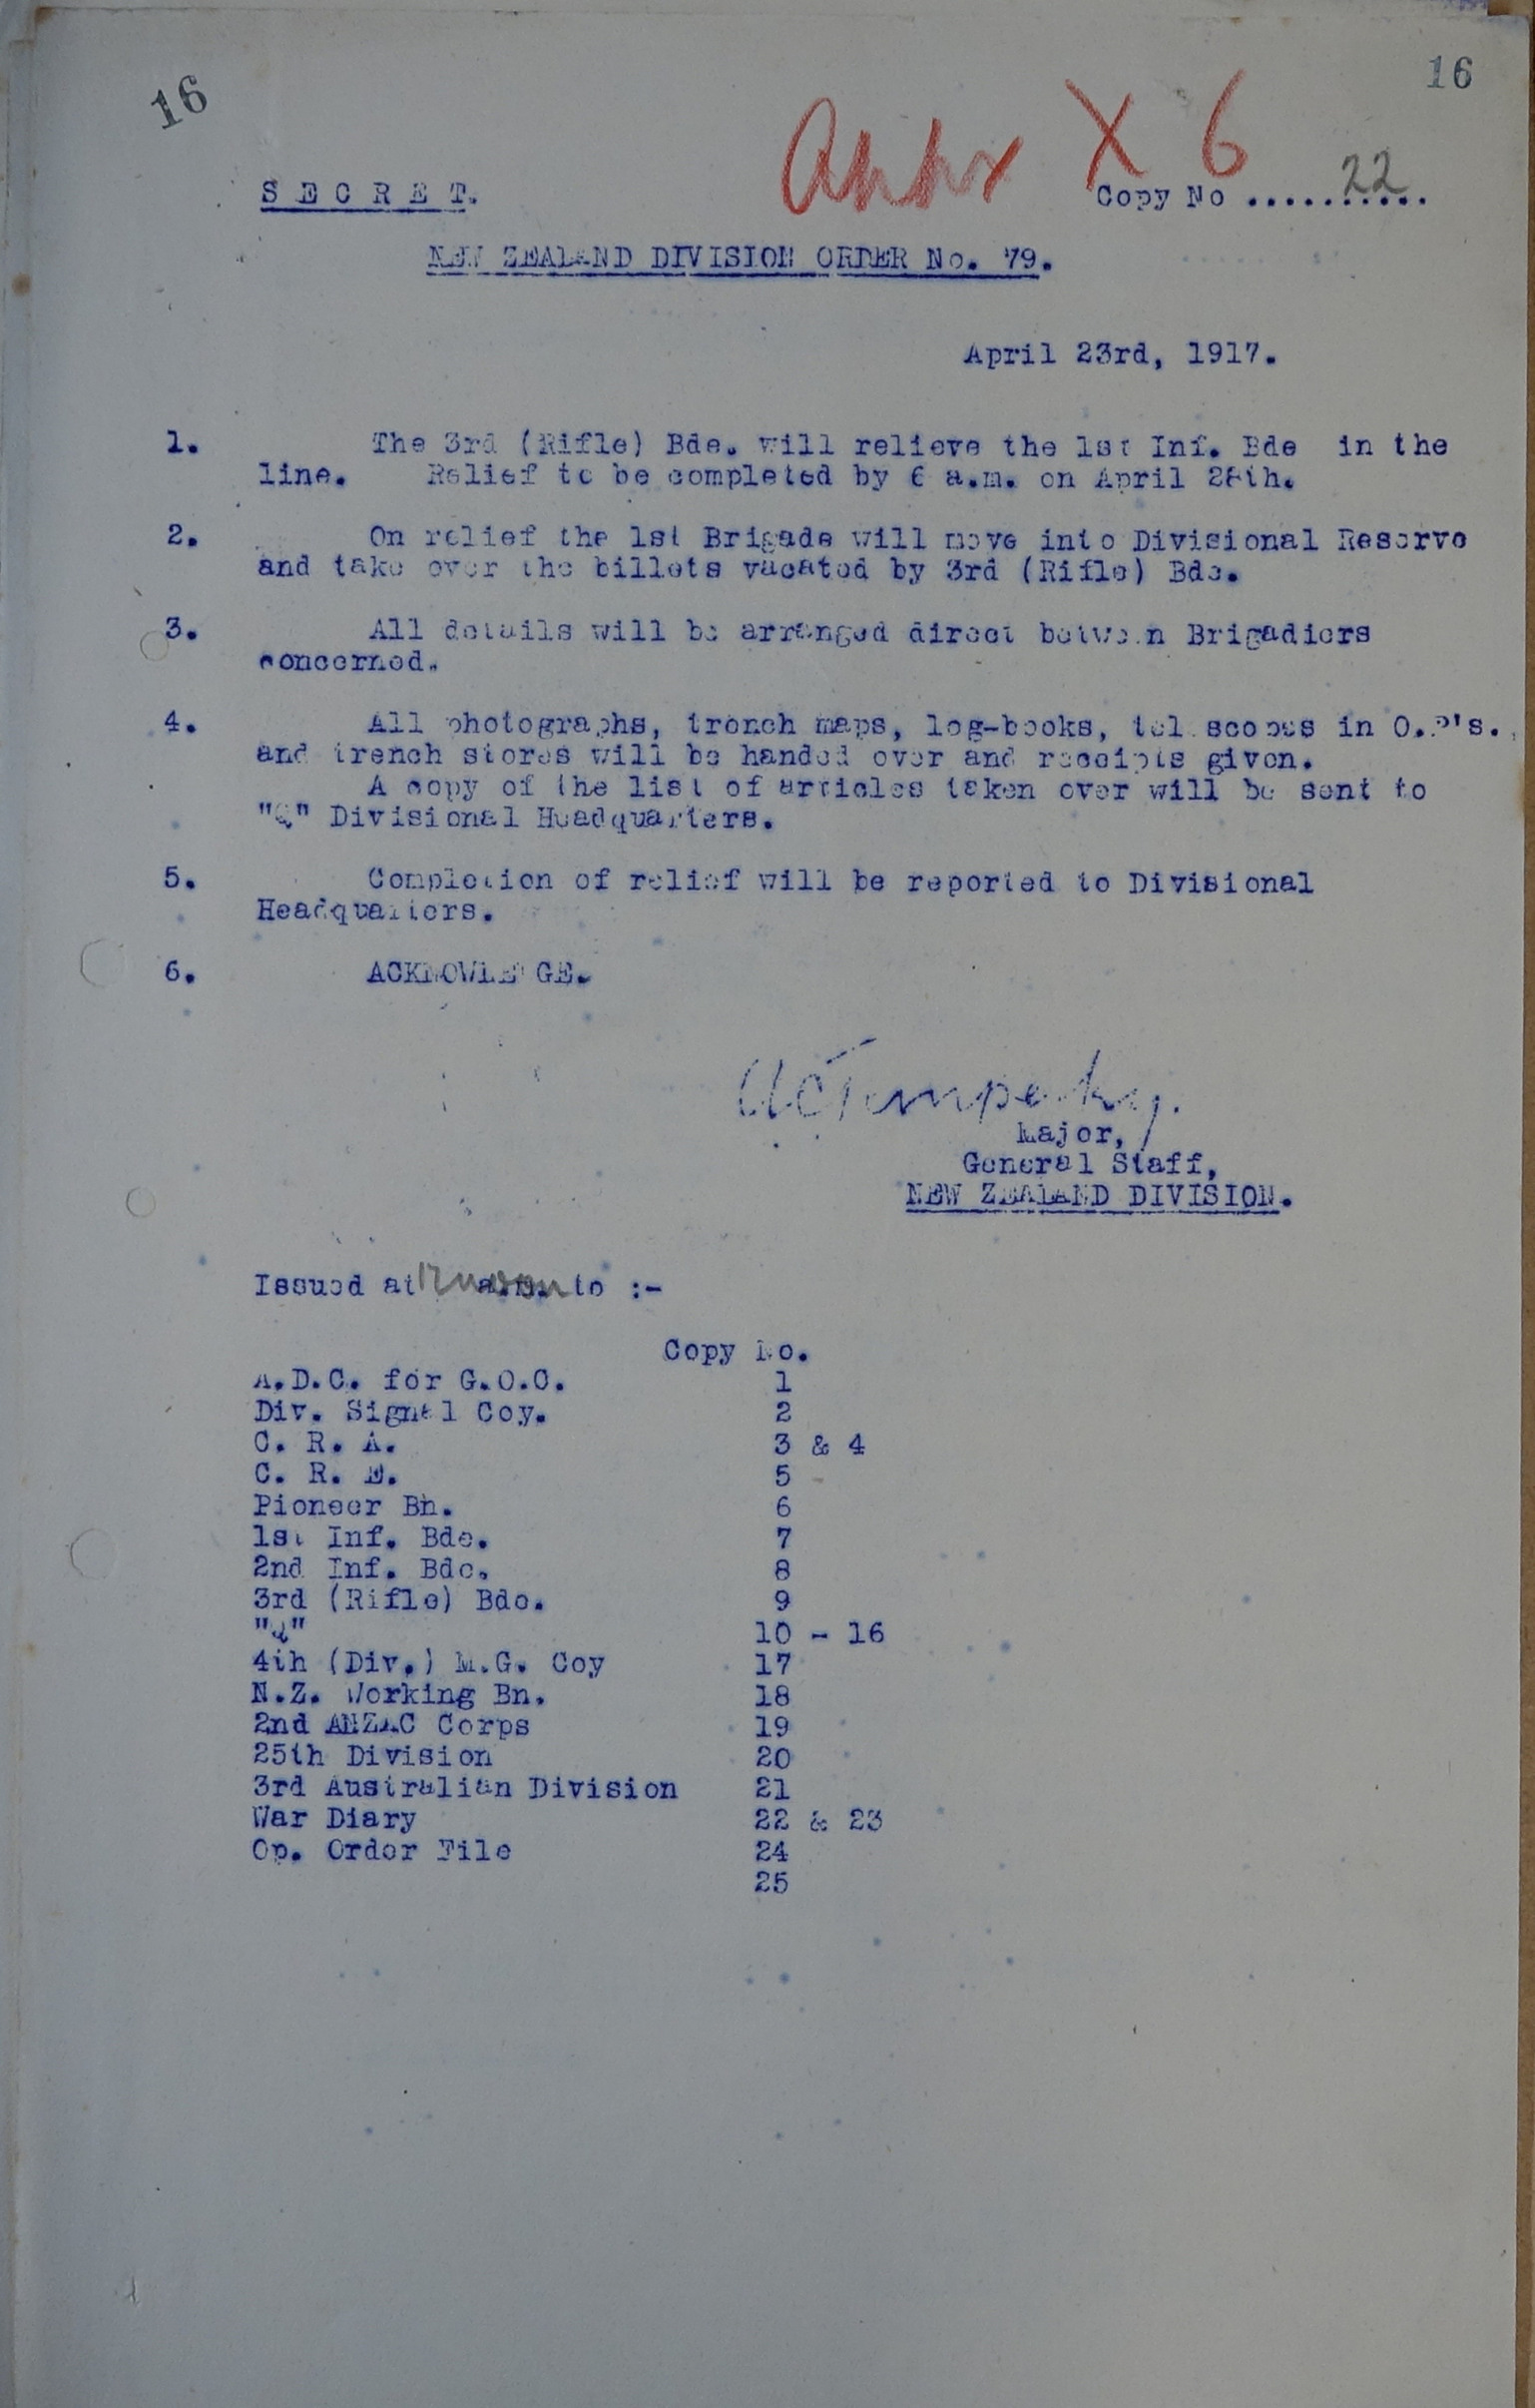 16
16
Annx X 6
Copy No .......... 22
S E C R E T.
NEW ZEALAND DIVISION ORDER No. 79.
April 23rd, 1917.
1. The 3rd (Rifle) Bde. will relieve the 1st Inf. Bde in the
line. Relief to be completed by 6 a.m. on April 28th.
2. On relief the 1st Brigade will move into Divisional Reserve
and take over the billets vacated by 3rd (Rifle) Bde.
3. All details will be arranged direct between Brigadiers
concerned.
4. All photographs, trench maps, log-books, telescopes in O.P's.,
and trench stores will be handed over and receipts given.
A copy of the list of articles taken over will be sent to
"Q" Divisional Headquarters.
5. Completion of relief will be reported to Divisional
Headquarters.
6. ACKNOWLEDGE.
A C Temperley.
Major,
General Staff,
NEW ZEALAND DIVISION.
Issued at 12 noon to :-
Copy No.
A.D.C. for G.O.C. 1
Div. Signal Coy. 2
C. R. A. 3 & 4
C. R. E. 5
Pioneer Bn. 6
1st Inf. Bde. 7
2nd Inf. Bde. 8
3rd (Rifle) Bde. 9
"Q" 10 - 16
4th (Div.) M.G. Coy 17
N.Z. Working Bn. 18
2nd ANZAC Corps 19
25th Division 20
3rd Australian Division 21
War Diary 22 & 23
Op. Order File 24
25